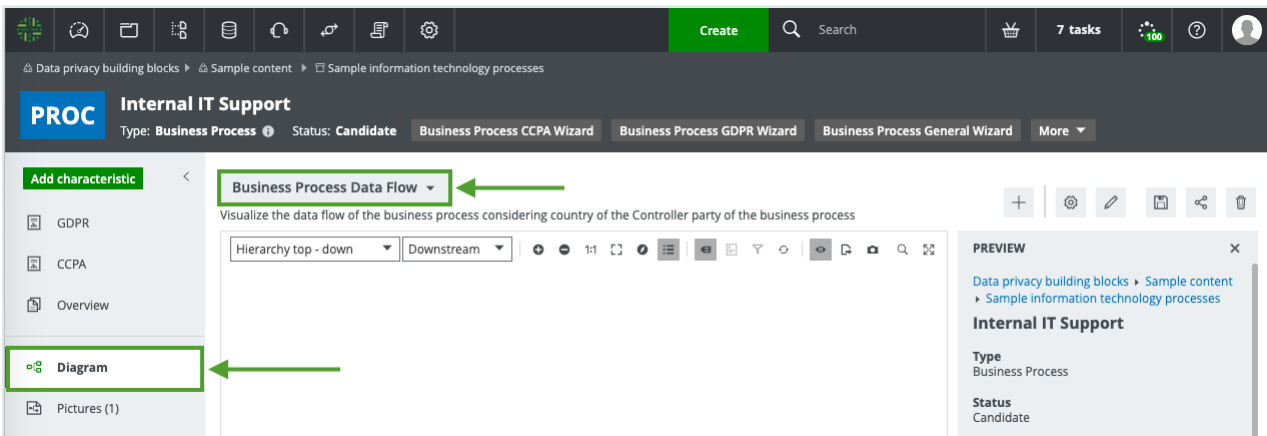 Create
Search
7 tasks
100
Data privacy building blocks
Sample content
Sample information technology processes
PROC
Internal IT Support
Type: Business Process
Status: Candidate
Business Process CCPA Wizard
Business Process GDPR Wizard
Business Process General Wizard
More
Add characteristic
GDPR
CCPA
Overview
Diagram
Pictures (1)
Business Process Data Flow
Visualize the data flow of the business process considering country of the Controller party of the business process
Hierarchy top - down
Downstream
1:1
PREVIEW
Data privacy building blocks
Sample content
Sample information technology processes
Internal IT Support
Type
Business Process
Status
Candidate